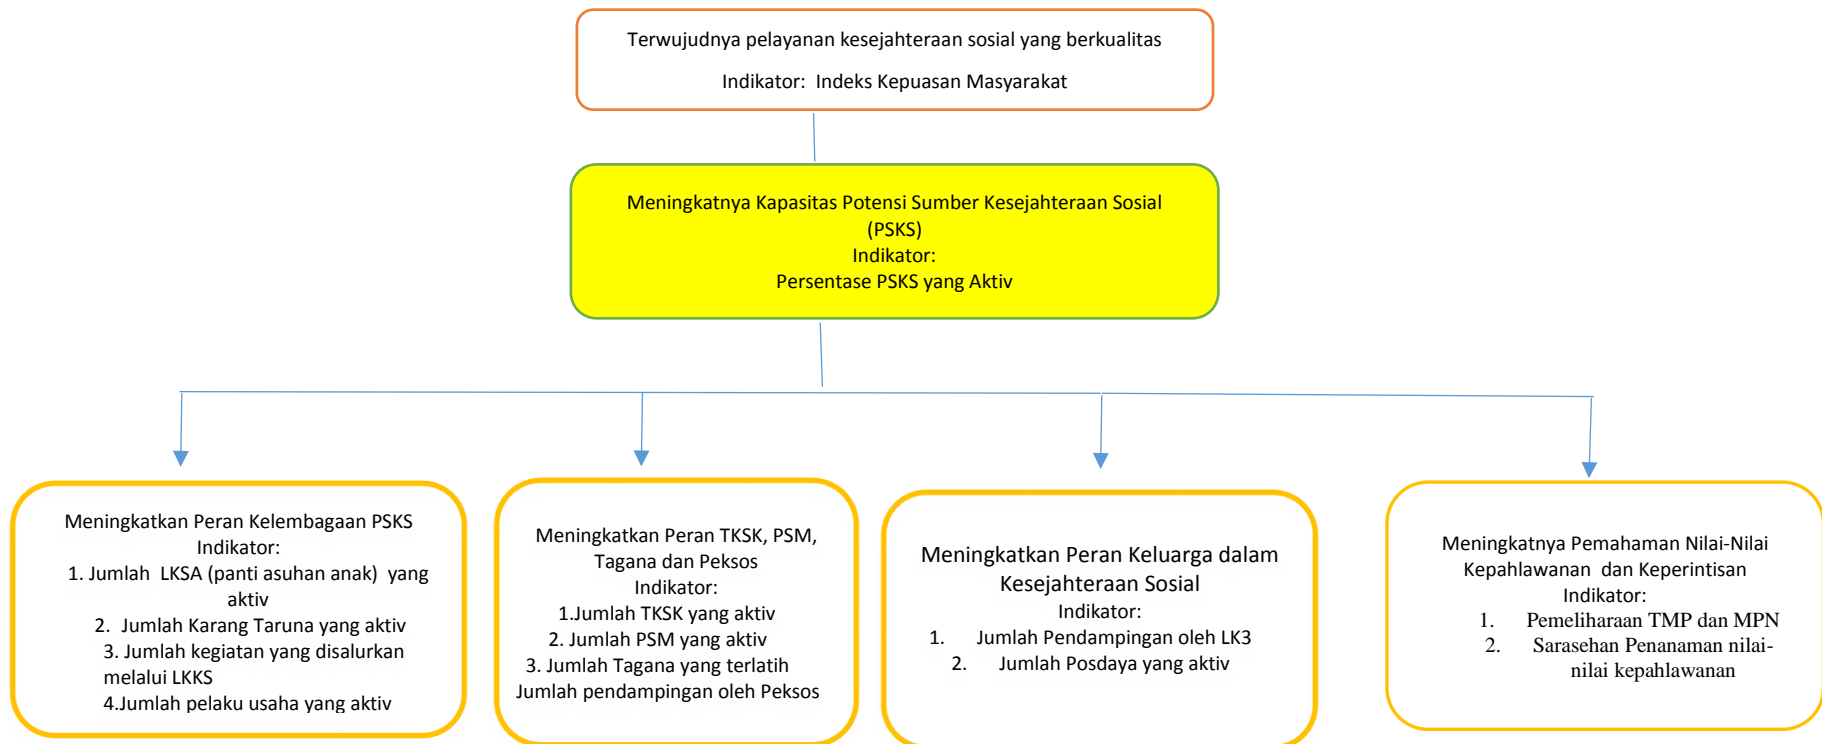 Terwujudnya pelayanan kesejahteraan sosial yang berkualitas
Indikator: Indeks Kepuasan Masyarakat
Meningkatnya Kapasitas Potensi Sumber Kesejahteraan Sosial
(PSKS)
Indikator:
Persentase PSKS yang Aktiv
Meningkatkan Peran Kelembagaan PSKS
Indikator:
1. Jumlah LKSA (panti asuhan anak) yang
aktiv
2. Jumlah Karang Taruna yang aktiv
3. Jumlah kegiatan yang disalurkan
melalui LKKS
4.Jumlah pelaku usaha yang aktiv
Meningkatkan Peran TKSK, PSM,
Tagana dan Peksos
Indikator:
1.Jumlah TKSK yang aktiv
2. Jumlah PSM yang aktiv
3. Jumlah Tagana yang terlatih
Jumlah pendampingan oleh Peksos
Meningkatkan Peran Keluarga dalam
Kesejahteraan Sosial
Indikator:
1. Jumlah Pendampingan oleh LK3
2. Jumlah Posdaya yang aktiv
Meningkatnya Pemahaman Nilai-Nilai
Kepahlawanan dan Keperintisan
Indikator:
1. Pemeliharaan TMP dan MPN
2. Sarasehan Penanaman nilai-
nilai kepahlawanan